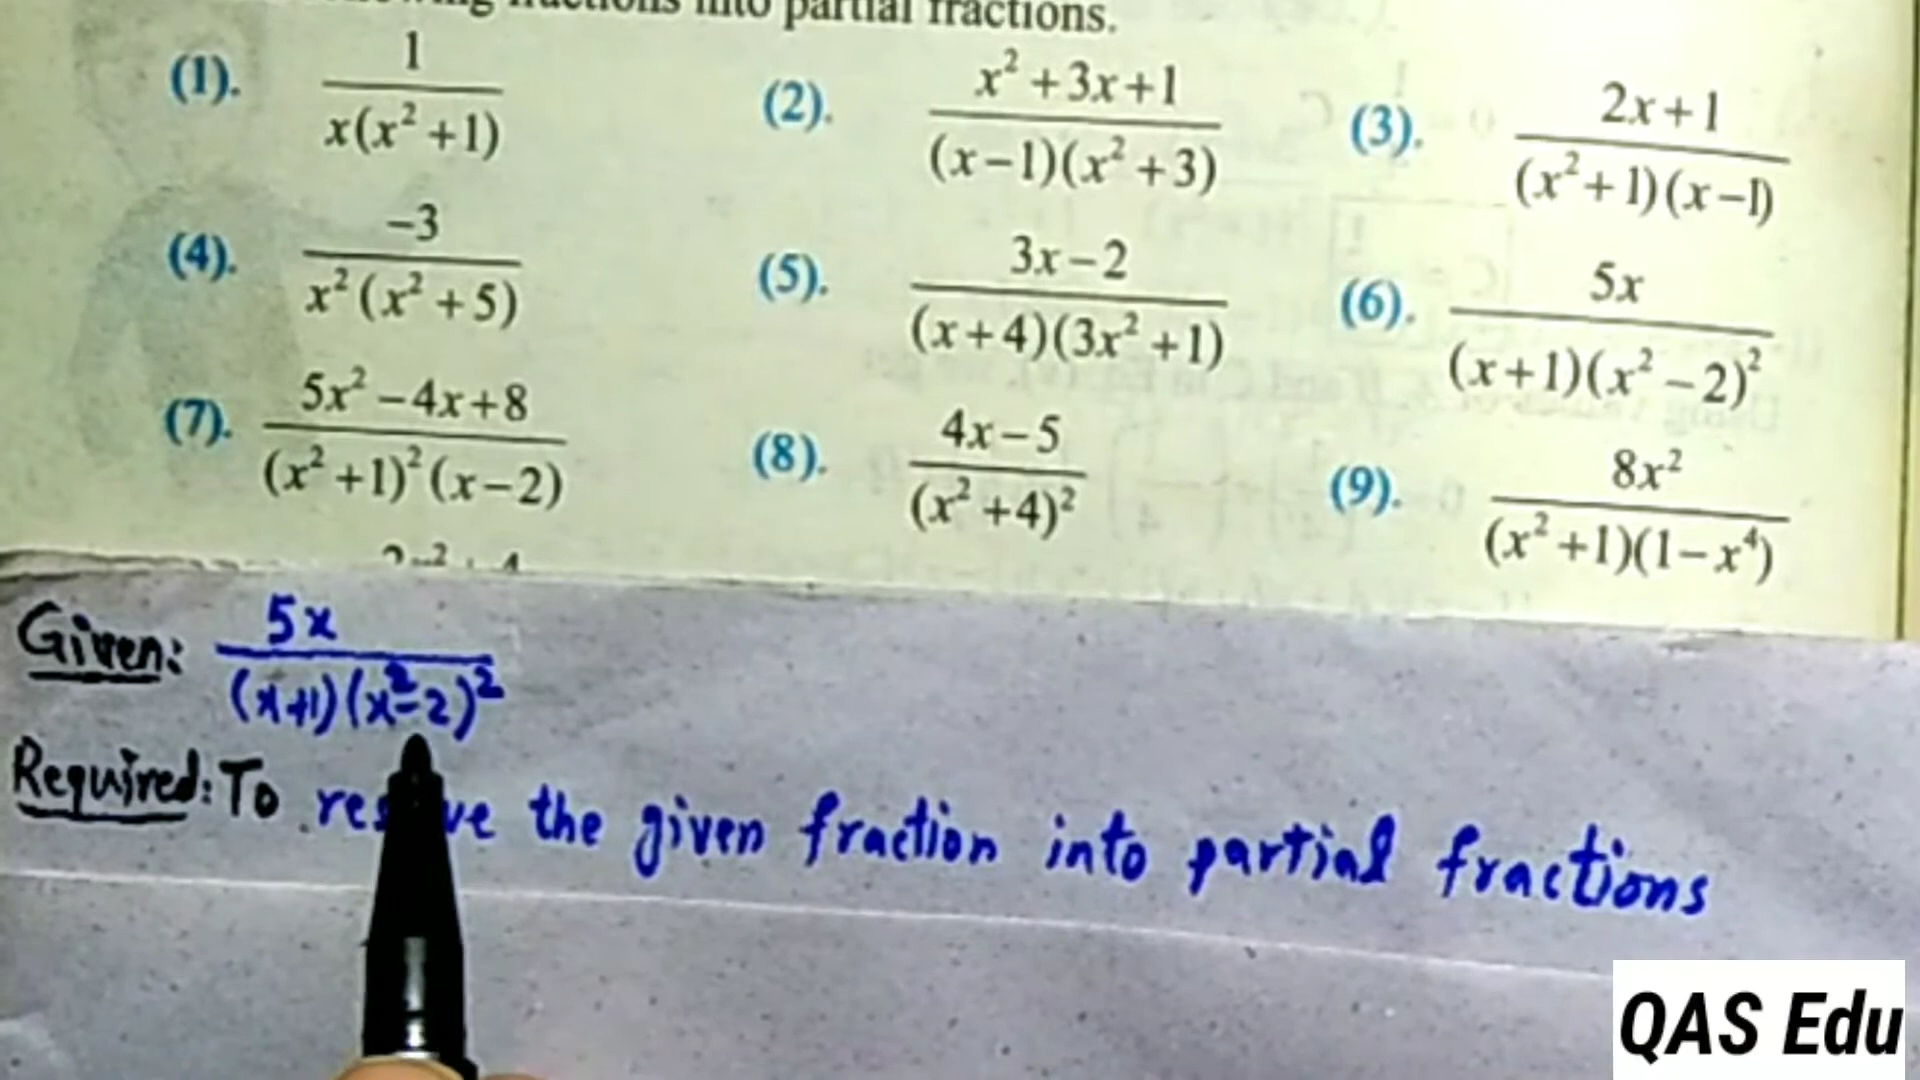 fractions into partial fractions.
(1). 1/x(x²+1) (2). x²+3x+1/(x-1)(x²+3) (3). 2x+1/(x²+1)(x-1)
(4). -3/x²(x²+5) (5). 3x-2/(x+4)(3x²+1) (6). 5x/(x+1)(x²-2)²
(7). 5x²-4x+8/(x²+1)²(x-2) (8). 4x-5/(x²+4)² (9). 8x²/(x²+1)(1-x⁴)
Given: 5x/(x+1)(x²-2)²
Required: To resolve the given fraction into partial fractions
QAS Edu